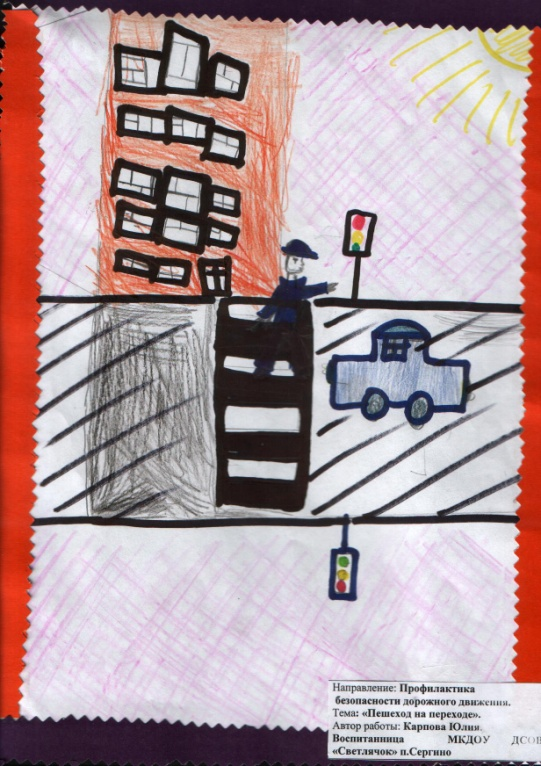 Направление: Профилактика
безопасности дорожного движения.
Тема: «Пешеход на переходе».
Автор работы: Карпова Юлия.
Воспитанница МКДОУ ДСОВ
«Светлячок» п.Сергино